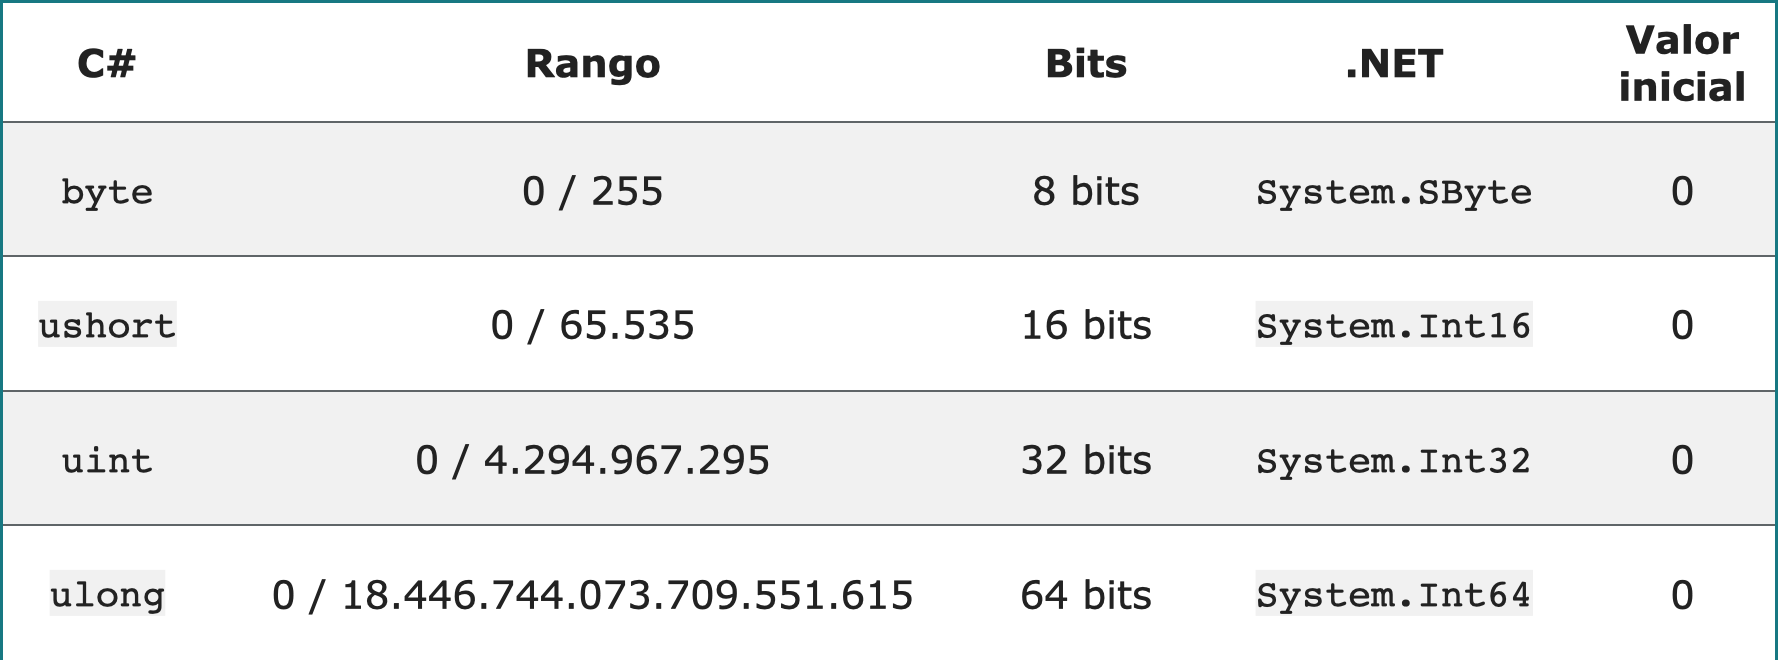 C# Rango Bits .NET Valor inicial
byte 0 / 255 8 bits System.SByte 0
ushort 0 / 65.535 16 bits System.Int16 0
uint 0 / 4.294.967.295 32 bits System.Int32 0
ulong 0 / 18.446.744.073.709.551.615 64 bits System.Int64 0